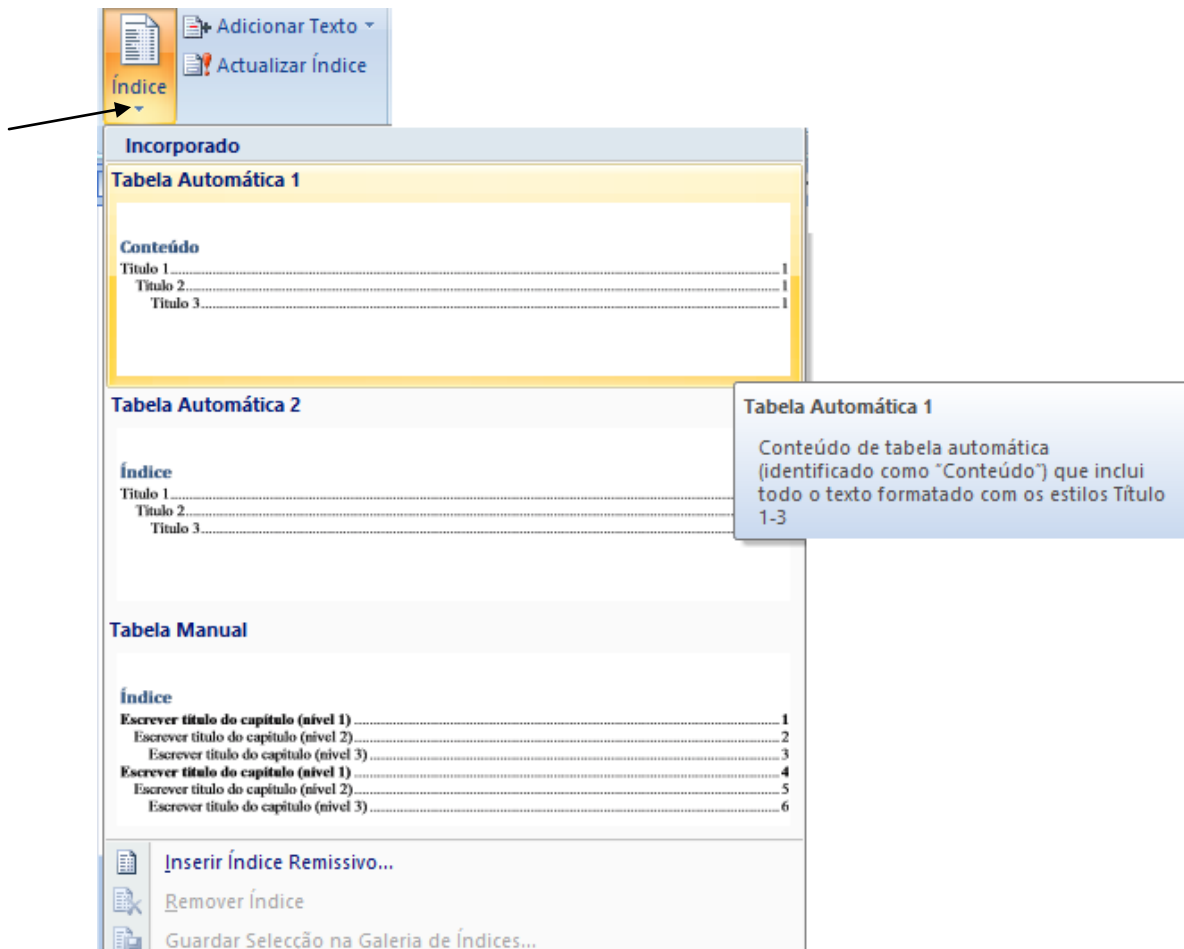 Adicionar Texto
Actualizar Índice
Índice
Incorporado
Tabela Automática 1
Conteúdo
Título 1 1
Título 2 1
Título 3 1
Tabela Automática 2
Índice
Título 1
Título 2
Título 3
Tabela Automática 1
Conteúdo de tabela automática
(identificado como "Conteúdo") que inclui
todo o texto formatado com os estilos Título
1-3
Tabela Manual
Índice
Escrever título do capítulo (nível 1) 1
Escrever título do capítulo (nível 2) 2
Escrever título do capítulo (nível 3) 3
Escrever título do capítulo (nível 1) 4
Escrever título do capítulo (nível 2) 5
Escrever título do capítulo (nível 3) 6
Inserir Índice Remissivo...
Remover Índice
Guardar Selecção na Galeria de Índices...